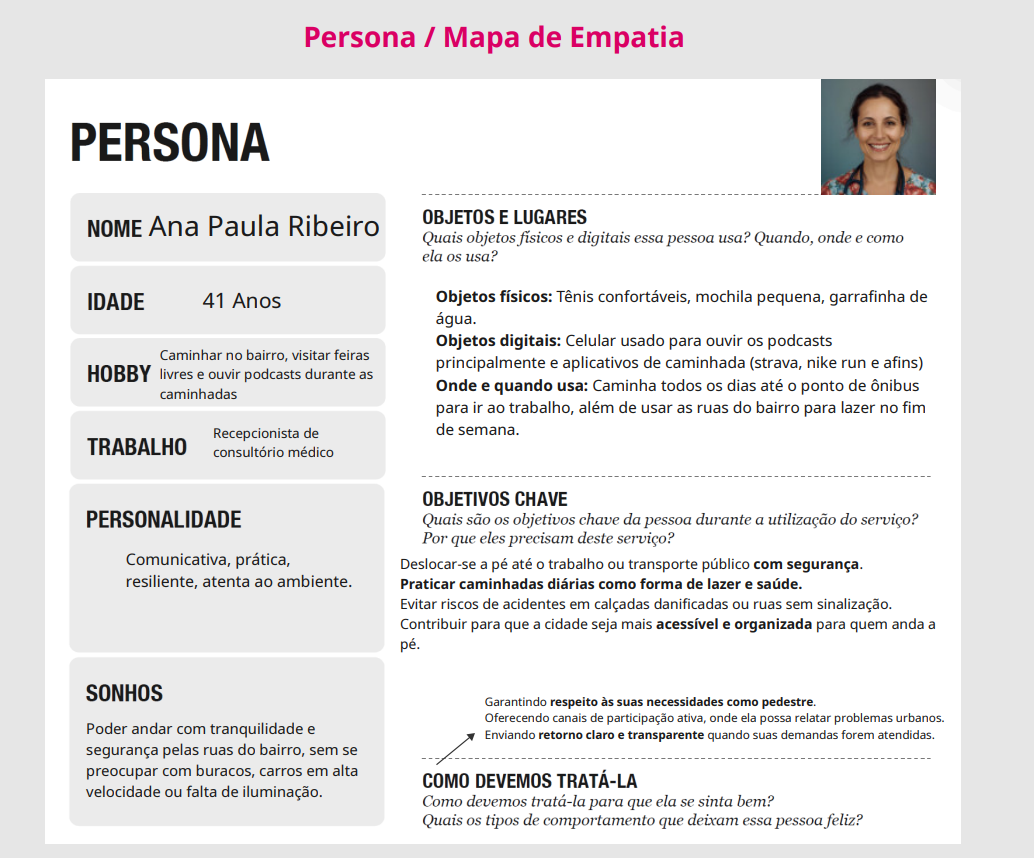 Persona / Mapa de Empatia
PERSONA
NOME Ana Paula Ribeiro
IDADE 41 Anos
HOBBY
Caminhar no bairro, visitar feiras
livres e ouvir podcasts durante as
caminhadas
TRABALHO
Recepcionista de
consultório médico
PERSONALIDADE
Comunicativa, prática,
resiliente, atenta ao ambiente.
SONHOS
Poder andar com tranquilidade e
segurança pelas ruas do bairro, sem se
preocupar com buracos, carros em alta
velocidade ou falta de iluminação.
OBJETOS E LUGARES
Quais objetos físicos e digitais essa pessoa usa? Quando, onde e como
ela os usa?
Objetos físicos: Tênis confortáveis, mochila pequena, garrafinha de
água.
Objetos digitais: Celular usado para ouvir os podcasts
principalmente e aplicativos de caminhada (strava, nike run e afins)
Onde e quando usa: Caminha todos os dias até o ponto de ônibus
para ir ao trabalho, além de usar as ruas do bairro para lazer no fim
de semana.
OBJETIVOS CHAVE
Quais são os objetivos chave da pessoa durante a utilização do serviço?
Por que eles precisam deste serviço?
Deslocar-se a pé até o trabalho ou transporte público com segurança.
Praticar caminhadas diárias como forma de lazer e saúde.
Evitar riscos de acidentes em calçadas danificadas ou ruas sem sinalização.
Contribuir para que a cidade seja mais acessível e organizada para quem anda a
pé.
Garantindo respeito às suas necessidades como pedestre.
Oferecendo canais de participação ativa, onde ela possa relatar problemas urbanos.
Enviando retorno claro e transparente quando suas demandas forem atendidas.
COMO DEVEMOS TRATÁ-LA
Como devemos tratá-la para que ela se sinta bem?
Quais os tipos de comportamento que deixam essa pessoa feliz?